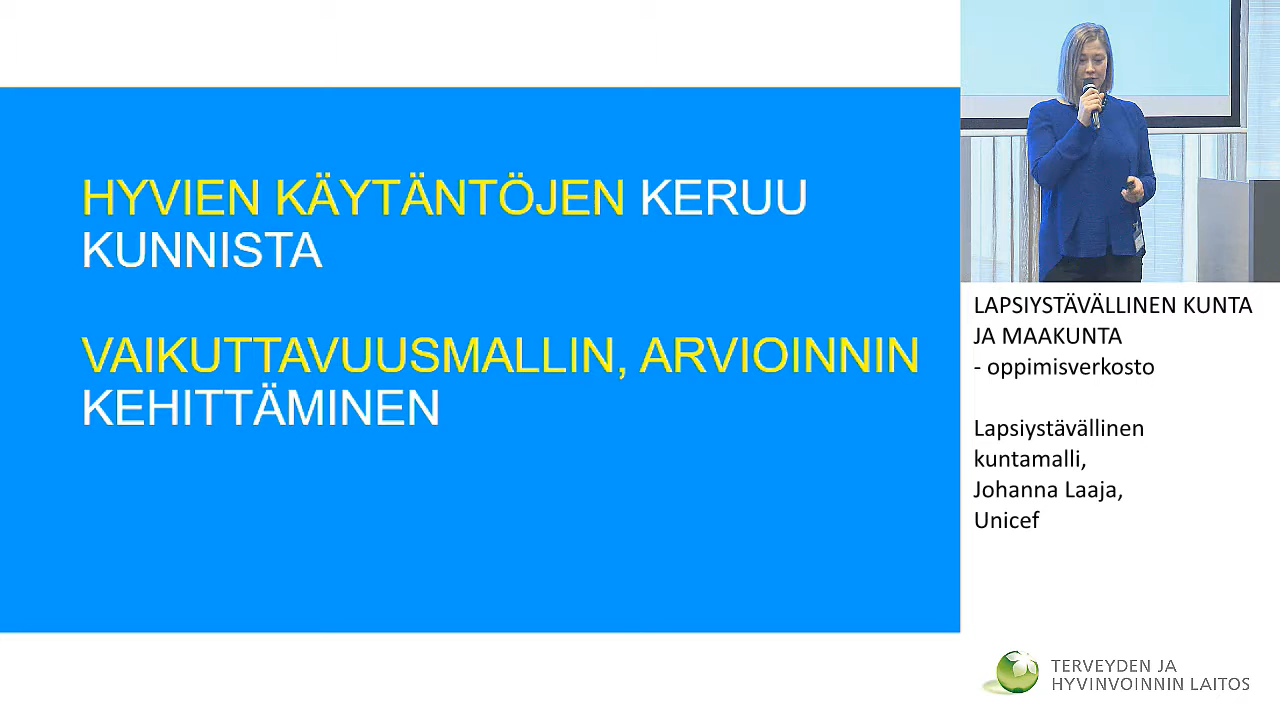 HYVIEN KÄYTÄNTÖJEN KERUU
KUNNISTA
VAIKUTTAVUUSMALLIN, ARVIOINNIN
KEHITTÄMINEN
LAPSIYSTÄVÄLLINEN KUNTA
JA MAAKUNTA
- oppimisverkosto
Lapsiystävällinen
kuntamalli,
Johanna Laaja,
Unicef
TERVEYDEN JA
HYVINVOINNIN LAITOS